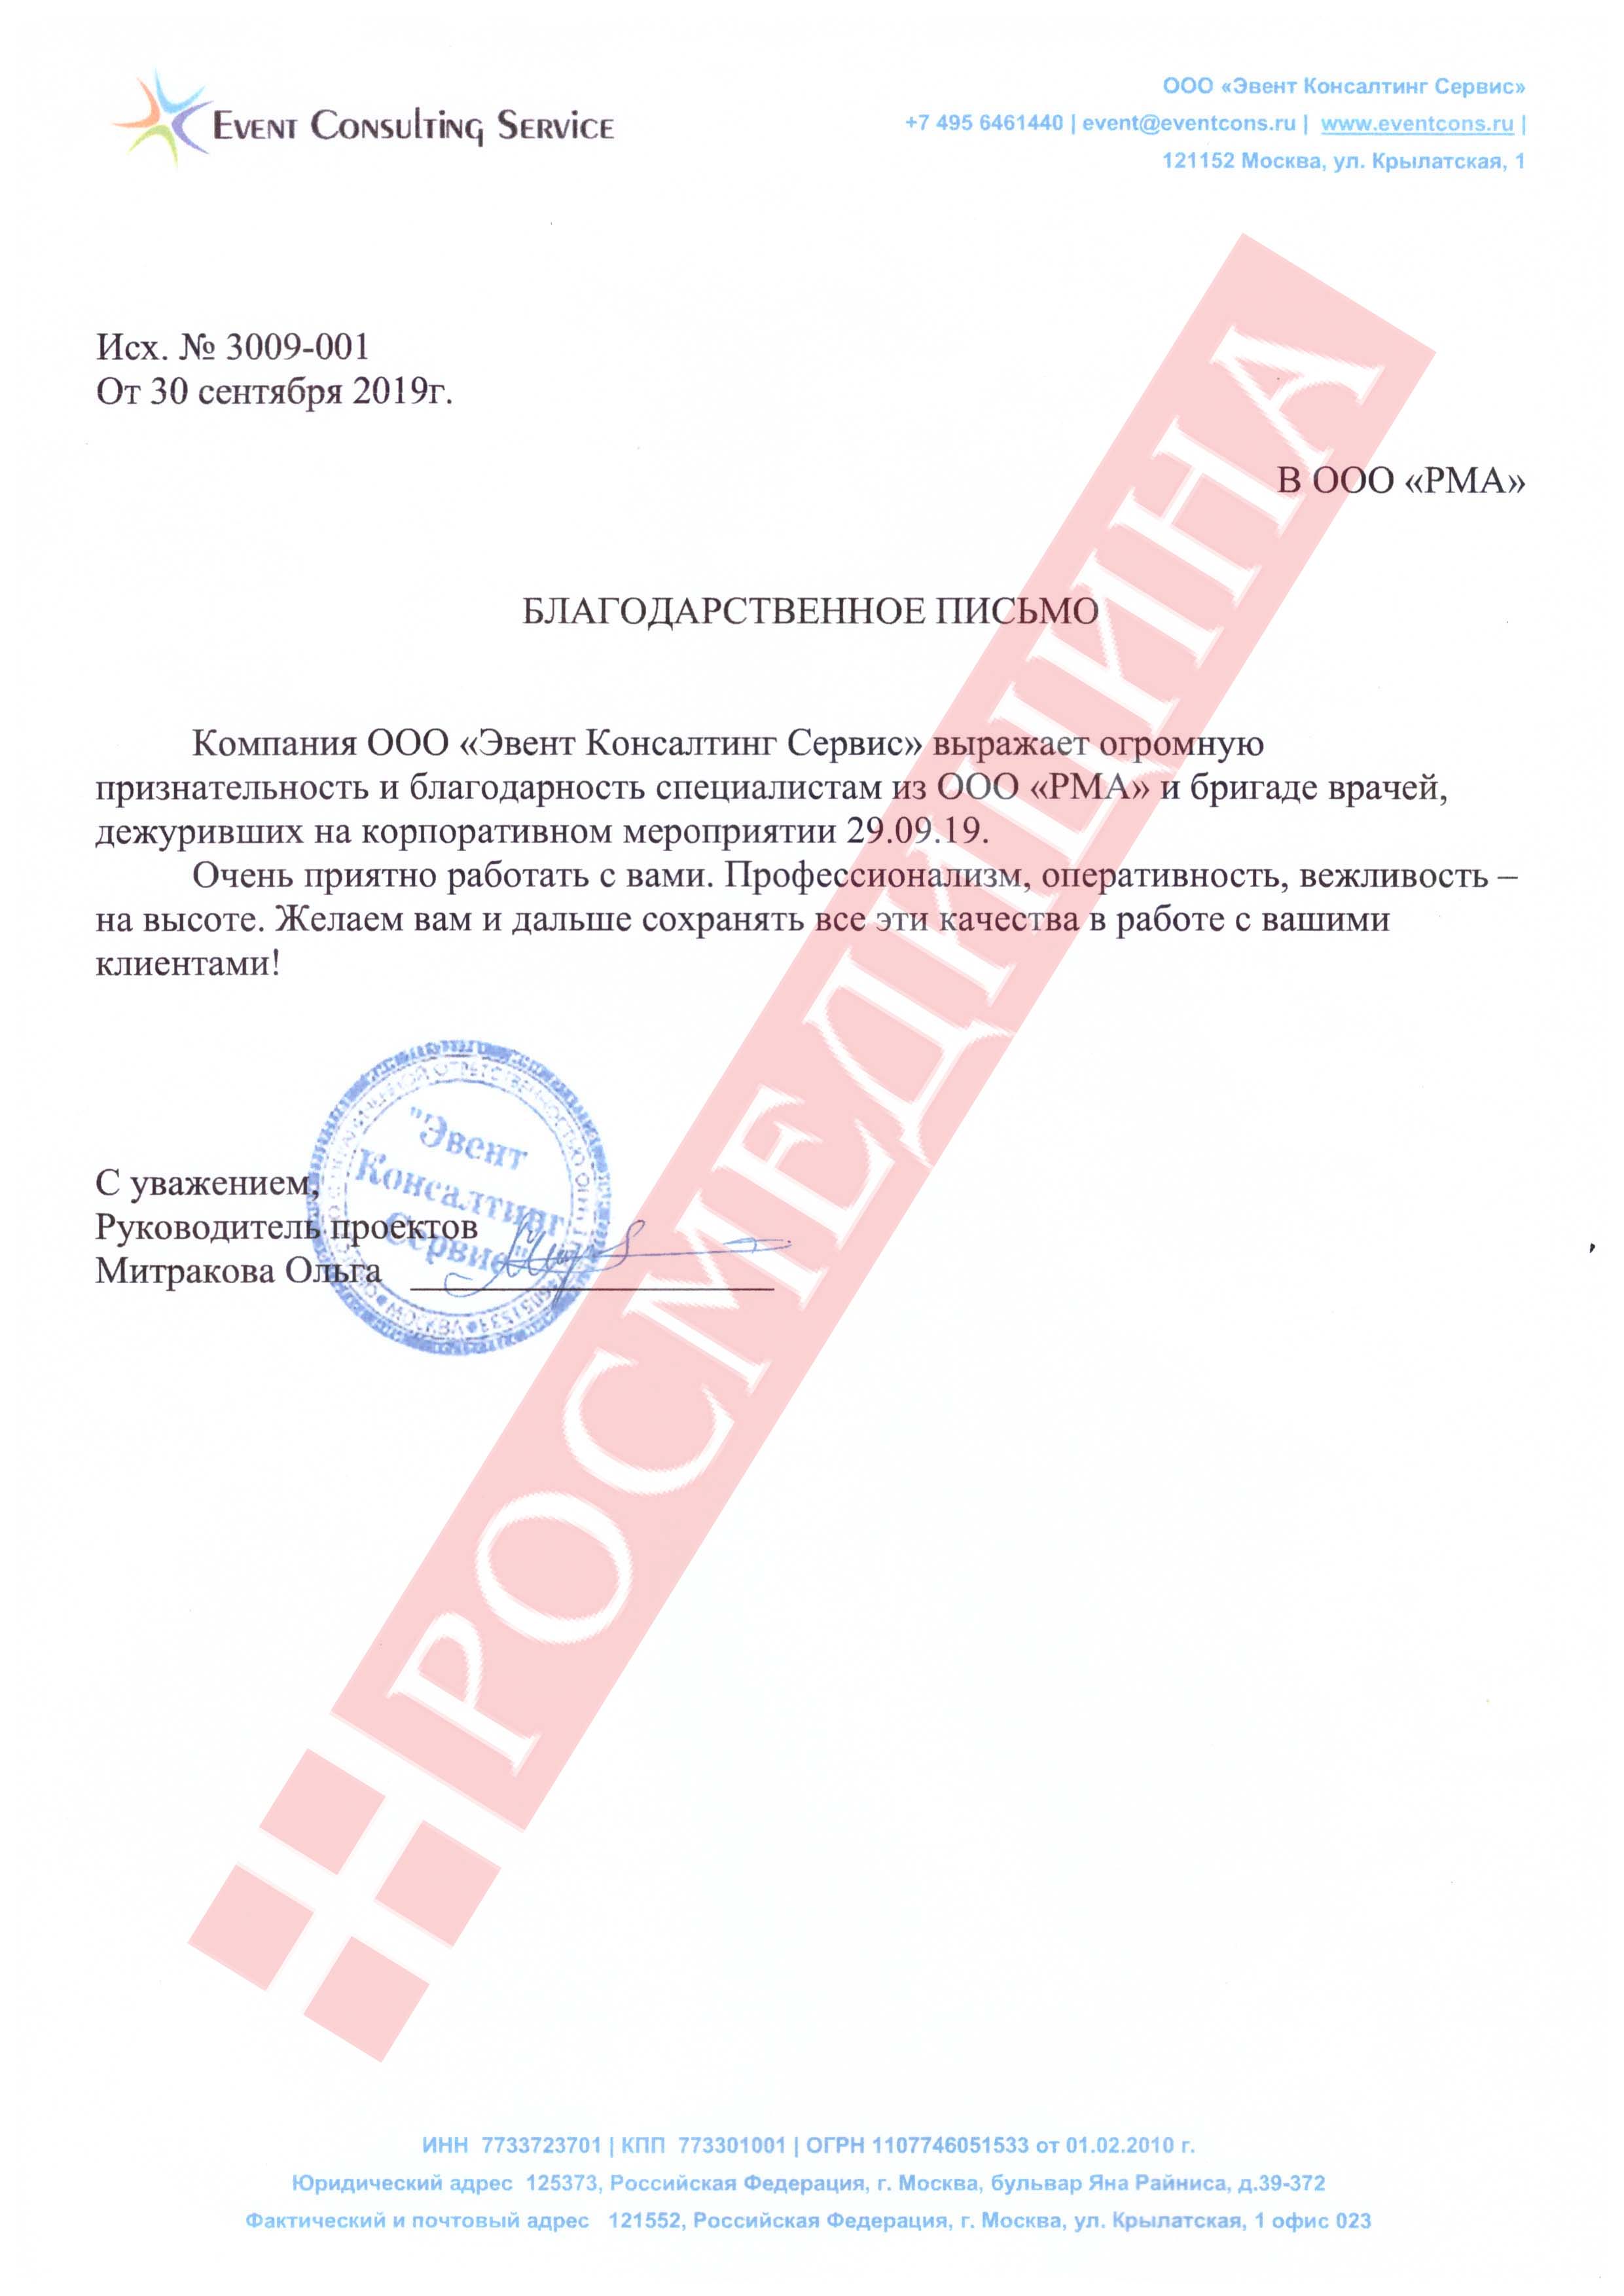 EVENT CONSULTING SERVICE
ООО «Эвент Консалтинг Сервис»
+7 495 6461440 | event@eventcons.ru | www.eventcons.ru |
121152 Москва, ул. Крылатская, 1
Исх. № 3009-001
От 30 сентября 2019г.
В ООО «РМА»
БЛАГОДАРСТВЕННОЕ ПИСЬМО
Компания ООО «Эвент Консалтинг Сервис» выражает огромную
признательность и благодарность специалистам из ООО «РМА» и бригаде врачей,
дежуривших на корпоративном мероприятии 29.09.19.
Очень приятно работать с вами. Профессионализм, оперативность, вежливость –
на высоте. Желаем вам и дальше сохранять все эти качества в работе с вашими
клиентами!
"Эвент
Консалтинг
Сервис"
С уважением,
Руководитель проектов
Митракова Ольга
РОСМЕДИЦИНА
ИНН 7733723701 | КПП 773301001 | ОГРН 1107746051533 от 01.02.2010 г.
Юридический адрес 125373, Российская Федерация, г. Москва, бульвар Яна Райниса, д.39-372
Фактический и почтовый адрес 121552, Российская Федерация, г. Москва, ул. Крылатская, 1 офис 023